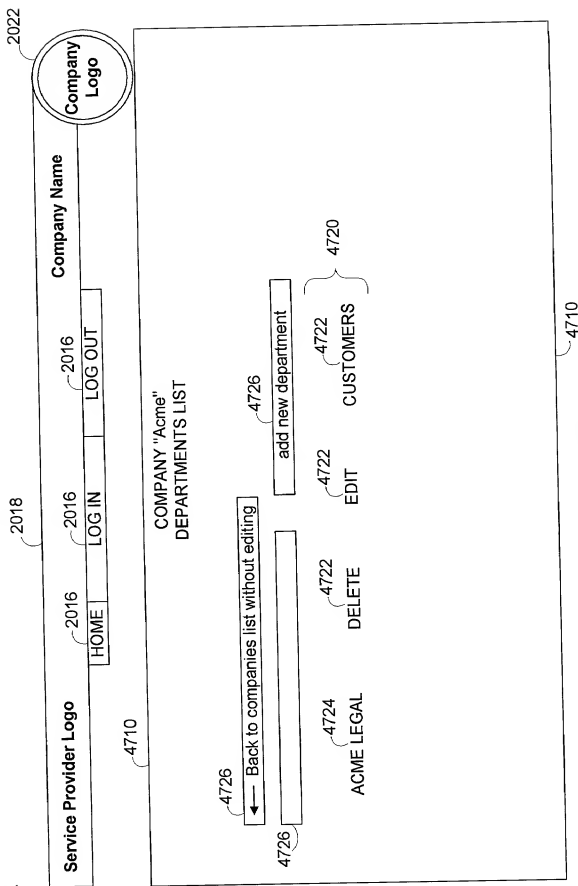 2018
2022
Service Provider Logo
Company Name
Company
Logo
2016
2016
2016
HOME
LOG IN
LOG OUT
4710
COMPANY "Acme"
DEPARTMENTS LIST
4726
← Back to companies list without editing
4726
4726
add new department
4720
4724
4722
4722
4722
ACME LEGAL
DELETE
EDIT
CUSTOMERS
4710